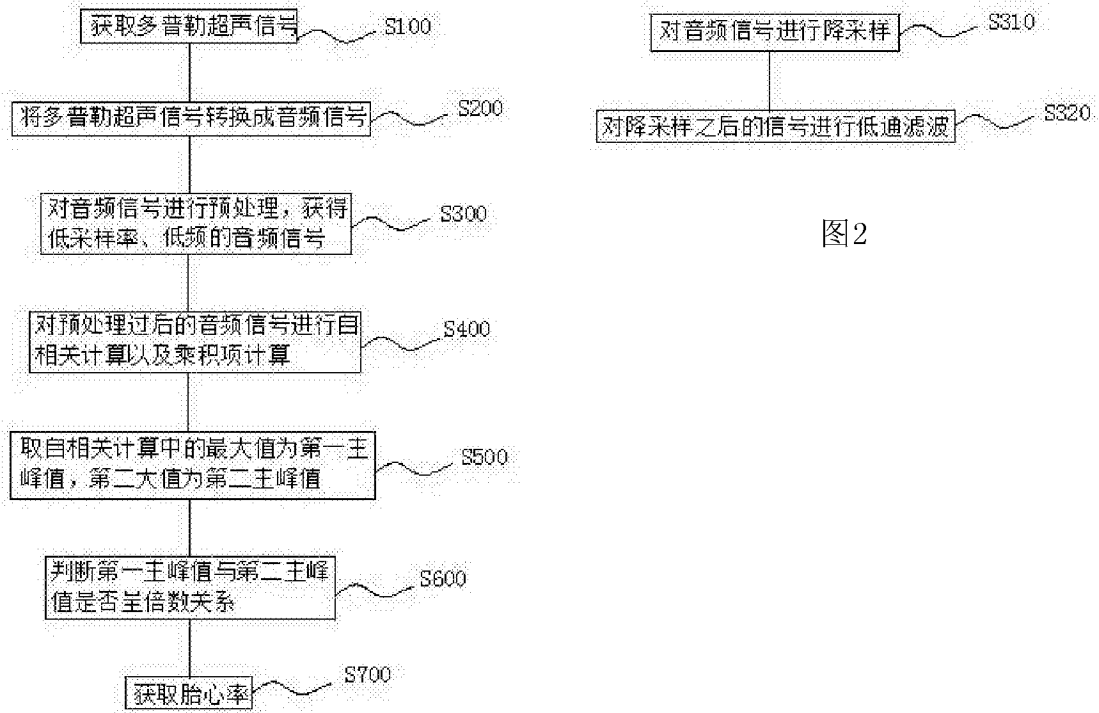 获取多普勒超声信号
S100
将多普勒超声信号转换成音频信号
S200
对音频信号进行预处理，获得
低采样率、低频的音频信号
S300
对预处理过后的音频信号进行自
相关计算以及乘积项计算
S400
取自相关计算中的最大值为第一主
峰值，第二大值为第二主峰值
S500
判断第一主峰值与第二主峰
值是否呈倍数关系
S600
获取胎心率
S700
对音频信号进行降采样
S310
对降采样之后的信号进行低通滤波
S320
图2